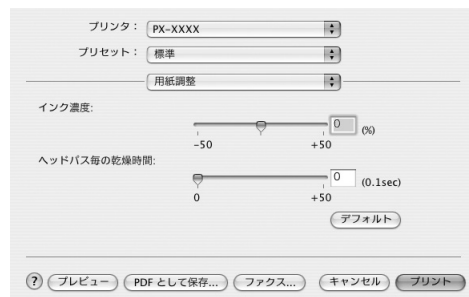 プリンタ： PX-XXXX
プリセット： 標準
用紙調整
インク濃度:
0 (%)
-50 +50
ヘッドパス毎の乾燥時間:
0 (0.1sec)
0 +50
デフォルト
? プレビュー PDF として保存... ファクス... キャンセル プリント